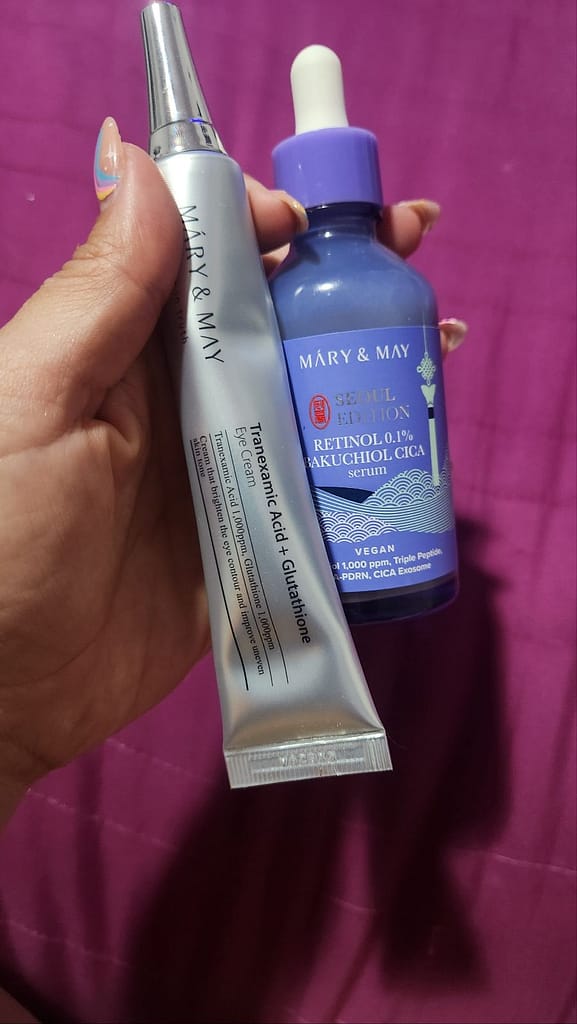 MÁRY & MAY
Tranexamic Acid + Glutathione
Eye Cream
Tranexamic Acid 1,000ppm, Glutathione 1,000ppm
Cream that brighten the eye contour and improve uneven
skin tone
MÁRY & MAY
SEOUL
EDITION
RETINOL 0.1%
BAKUCHIOL CICA
serum
VEGAN
1,000 ppm, Triple Peptide,
PDRN, CICA Exosome